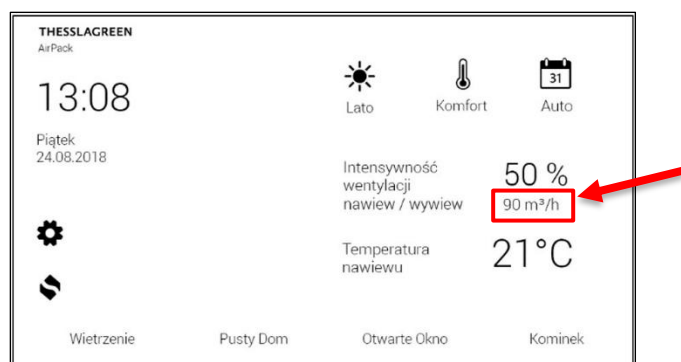 THESSLAGREEN
AirPack
13:08
Piątek
24.08.2018
31
Lato Komfort Auto
Intensywność
wentylacji
nawiew / wywiew
50 %
90 m³/h
Temperatura
nawiewu
21°C
Wietrzenie Pusty Dom Otwarte Okno Kominek